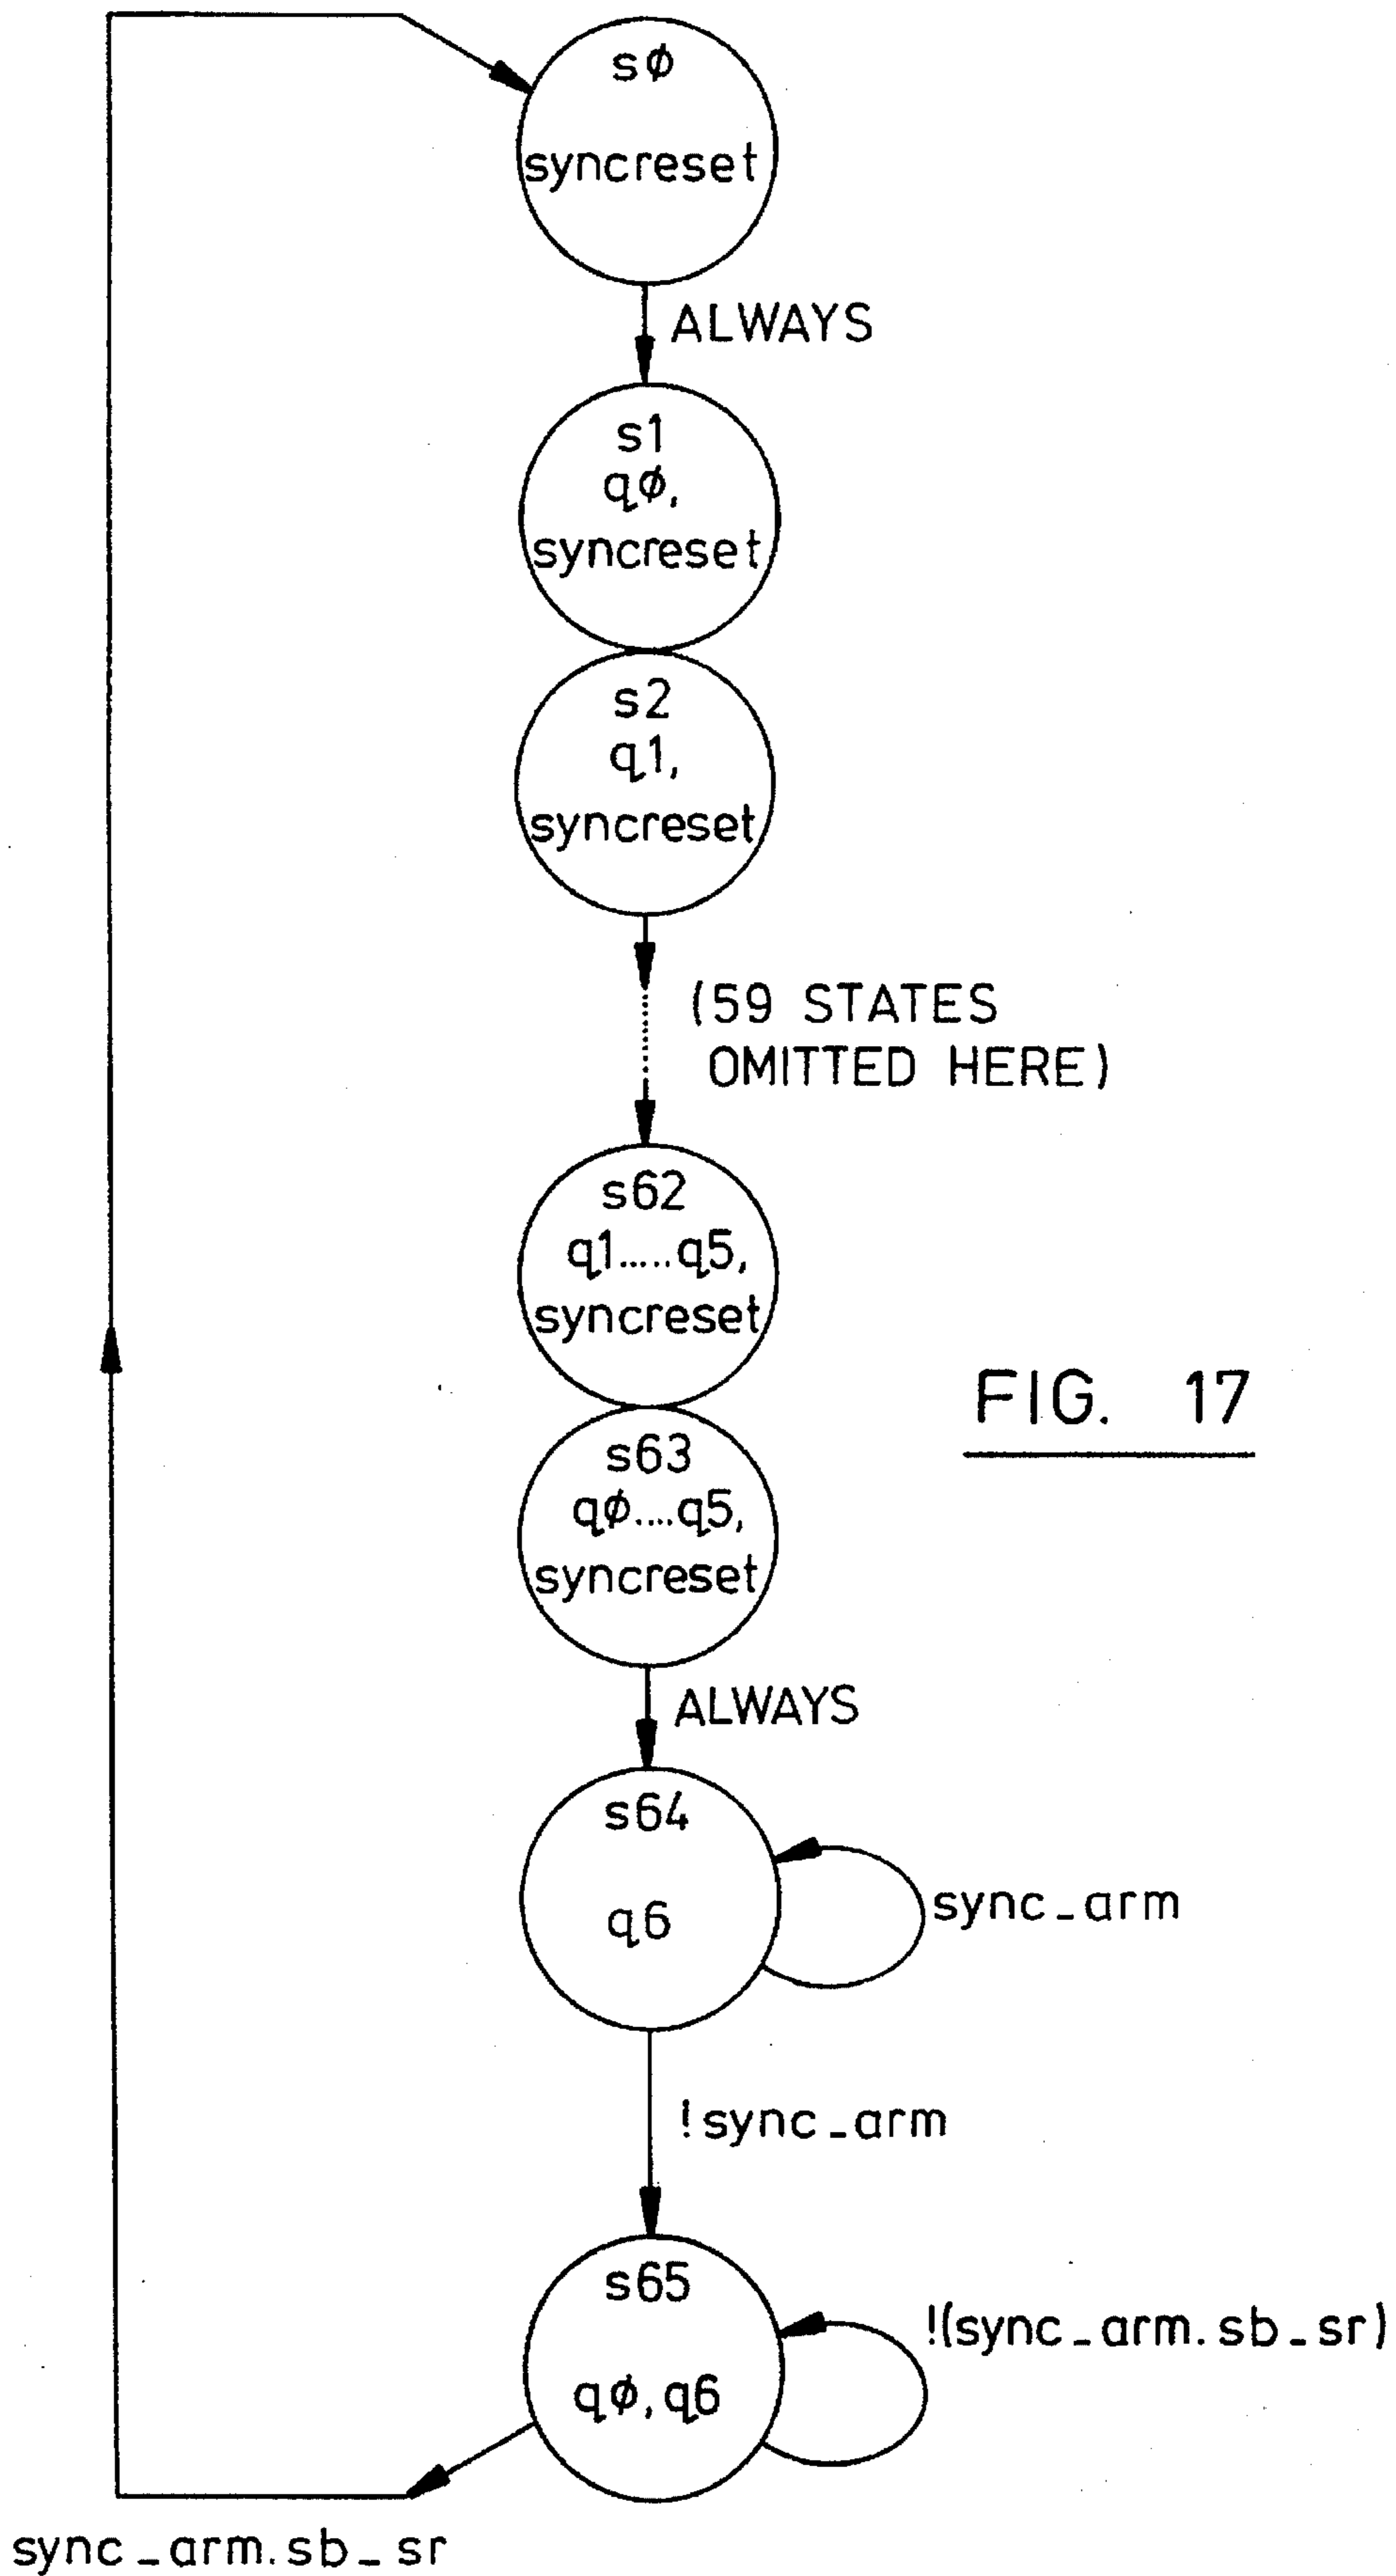 sϕ
syncreset
ALWAYS
s1
qϕ,
syncreset
s2
q1,
syncreset
(59 STATES
OMITTED HERE)
s62
q1.....q5,
syncreset
FIG. 17
s63
qϕ....q5,
syncreset
ALWAYS
s64
q6
sync_arm
!sync_arm
s65
qϕ,q6
!(sync_arm.sb_sr)
sync_arm.sb_sr